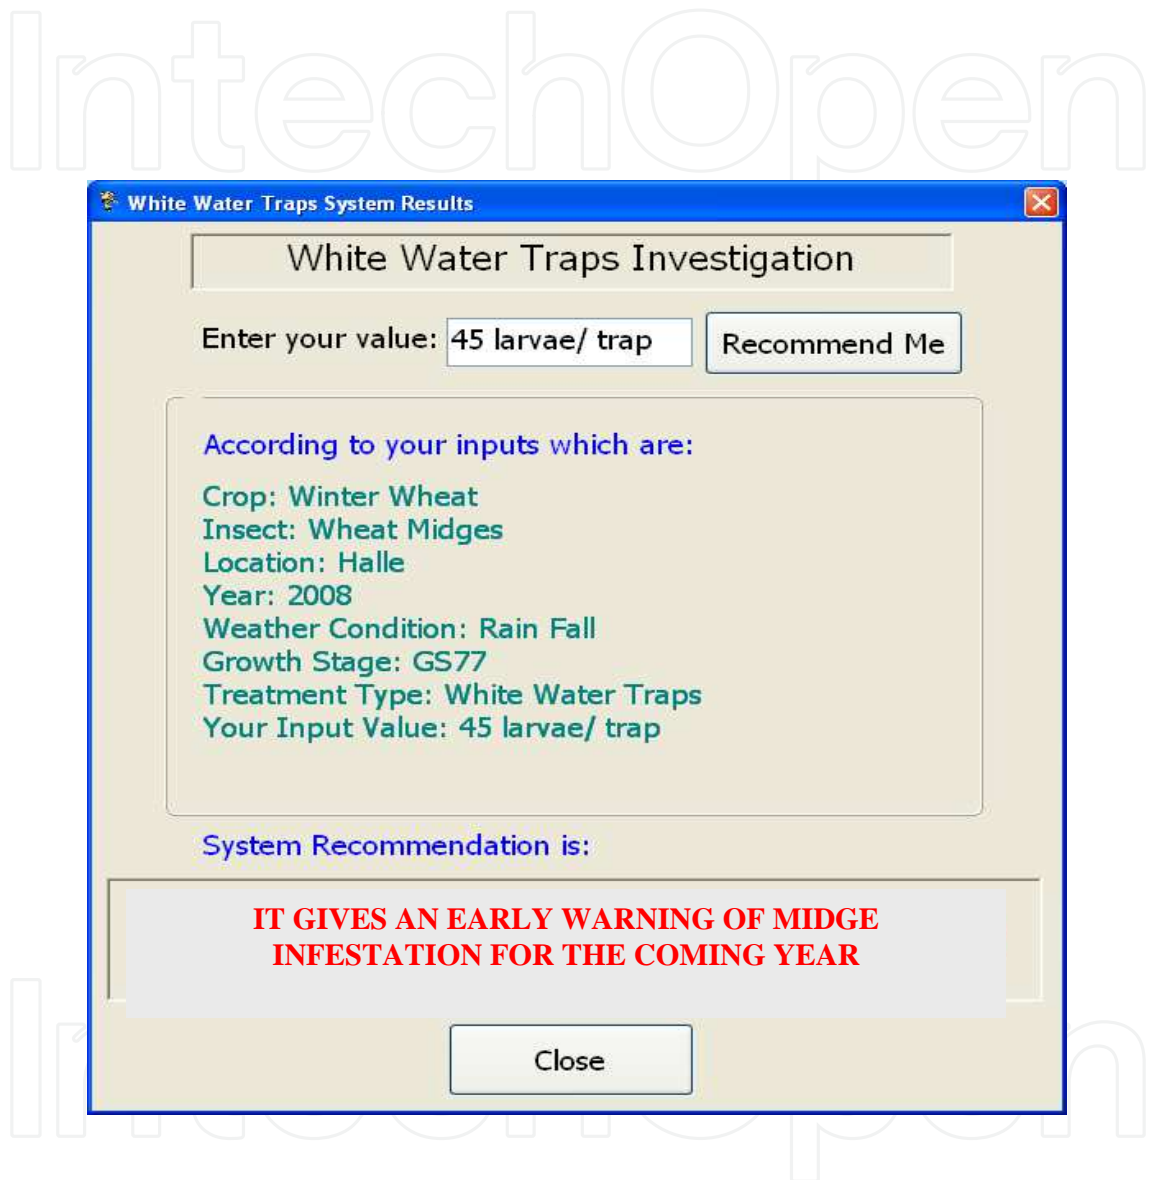 IntechOpen
White Water Traps System Results
White Water Traps Investigation
Enter your value: 45 larvae/ trap Recommend Me
According to your inputs which are:
Crop: Winter Wheat
Insect: Wheat Midges
Location: Halle
Year: 2008
Weather Condition: Rain Fall
Growth Stage: GS77
Treatment Type: White Water Traps
Your Input Value: 45 larvae/ trap
System Recommendation is:
IT GIVES AN EARLY WARNING OF MIDGE
INFESTATION FOR THE COMING YEAR
Close
IntechOpen